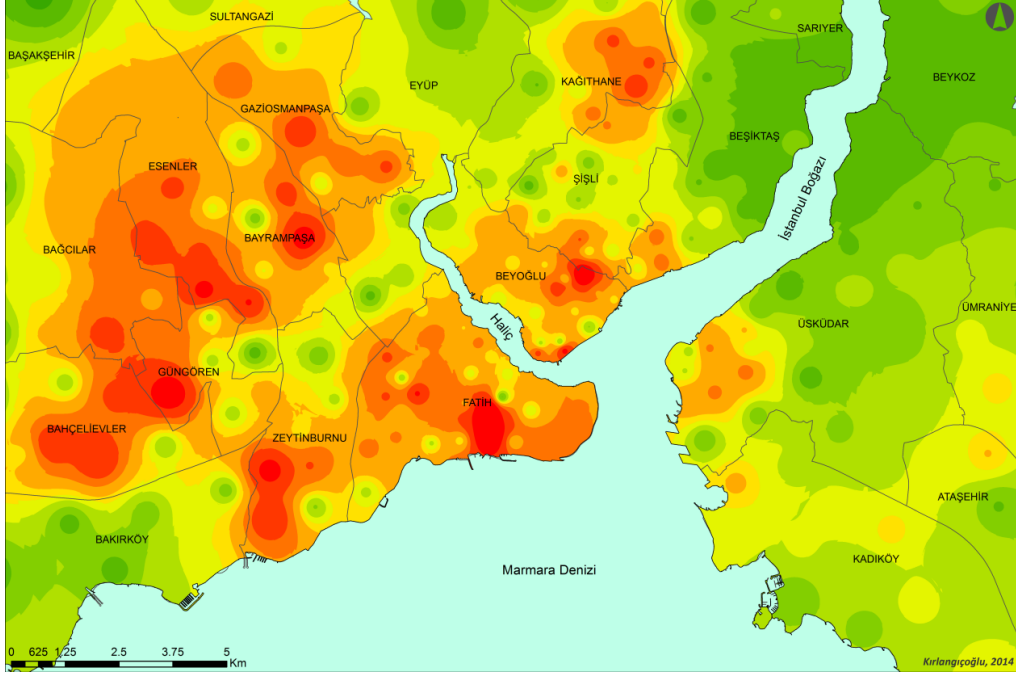 SULTANGAZİ
SARIYER
BAŞAKŞEHİR
BEYKOZ
EYÜP
KAĞITHANE
GAZİOSMANPAŞA
BEŞİKTAŞ
ESENLER
ŞİŞLİ
İstanbul Boğazı
BAYRAMPAŞA
BAĞCILAR
BEYOĞLU
ÜMRANİYE
Haliç
ÜSKÜDAR
GÜNGÖREN
FATİH
BAHÇELİEVLER
ZEYTİNBURNU
ATAŞEHİR
BAKIRKÖY
KADIKÖY
Marmara Denizi
0 625 1.25 2.5 3.75 5
Km
Kırlangıçoğlu, 2014